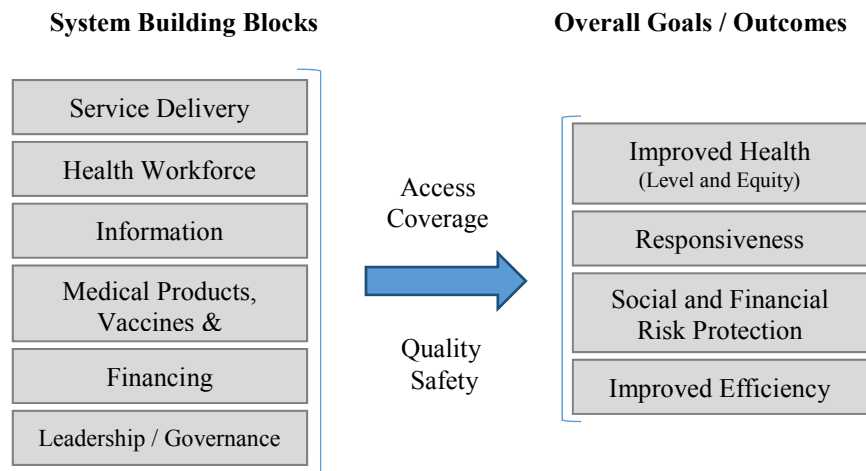 System Building Blocks
Overall Goals / Outcomes
Service Delivery
Health Workforce
Information
Medical Products,
Vaccines &
Financing
Leadership / Governance
Access
Coverage
Quality
Safety
Improved Health
(Level and Equity)
Responsiveness
Social and Financial
Risk Protection
Improved Efficiency